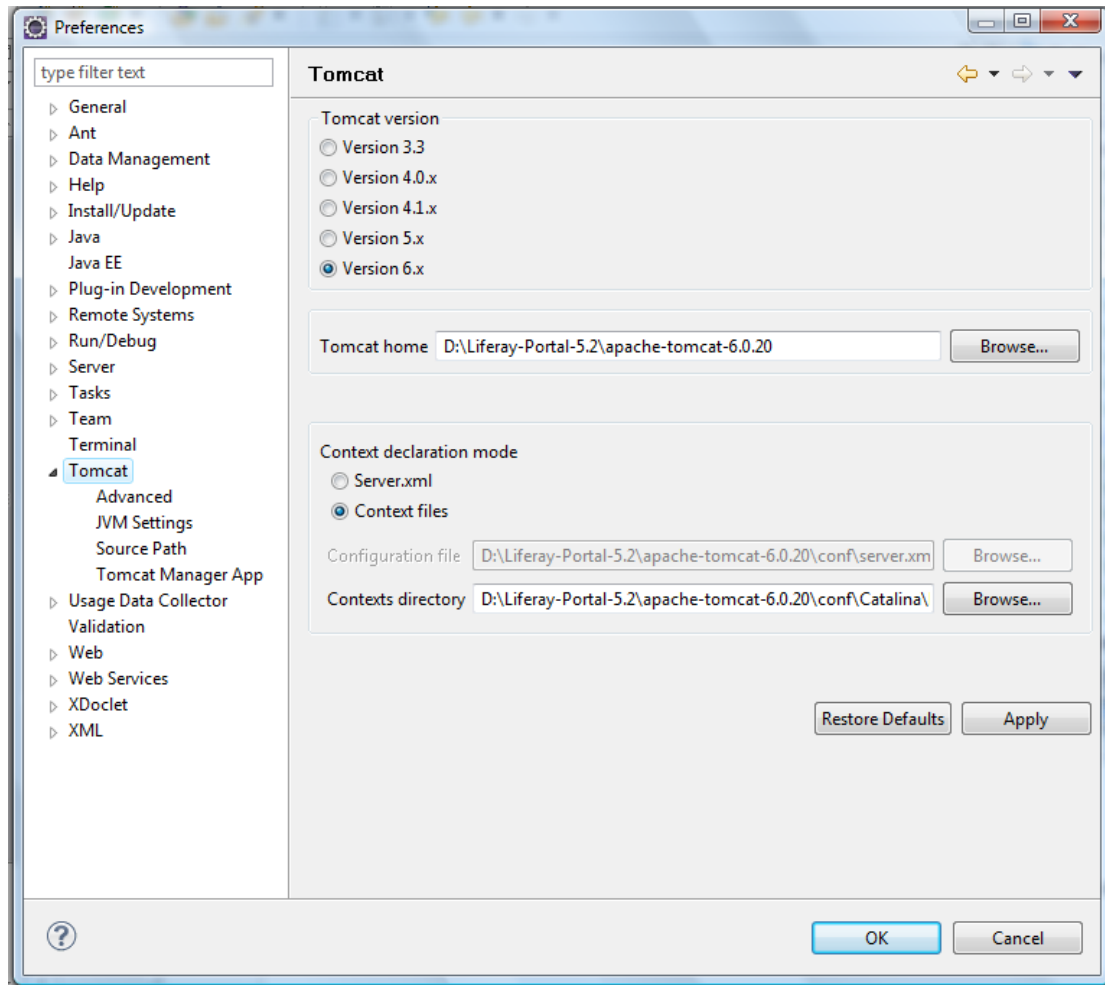 Preferences
type filter text
General
Ant
Data Management
Help
Install/Update
Java
Java EE
Plug-in Development
Remote Systems
Run/Debug
Server
Tasks
Team
Terminal
Tomcat
Advanced
JVM Settings
Source Path
Tomcat Manager App
Usage Data Collector
Validation
Web
Web Services
XDoclet
XML
Tomcat
Tomcat version
Version 3.3
Version 4.0.x
Version 4.1.x
Version 5.x
Version 6.x
Tomcat home D:\Liferay-Portal-5.2\apache-tomcat-6.0.20 Browse...
Context declaration mode
Server.xml
Context files
Configuration file D:\Liferay-Portal-5.2\apache-tomcat-6.0.20\conf\server.xm Browse...
Contexts directory D:\Liferay-Portal-5.2\apache-tomcat-6.0.20\conf\Catalina\ Browse...
Restore Defaults Apply
OK Cancel